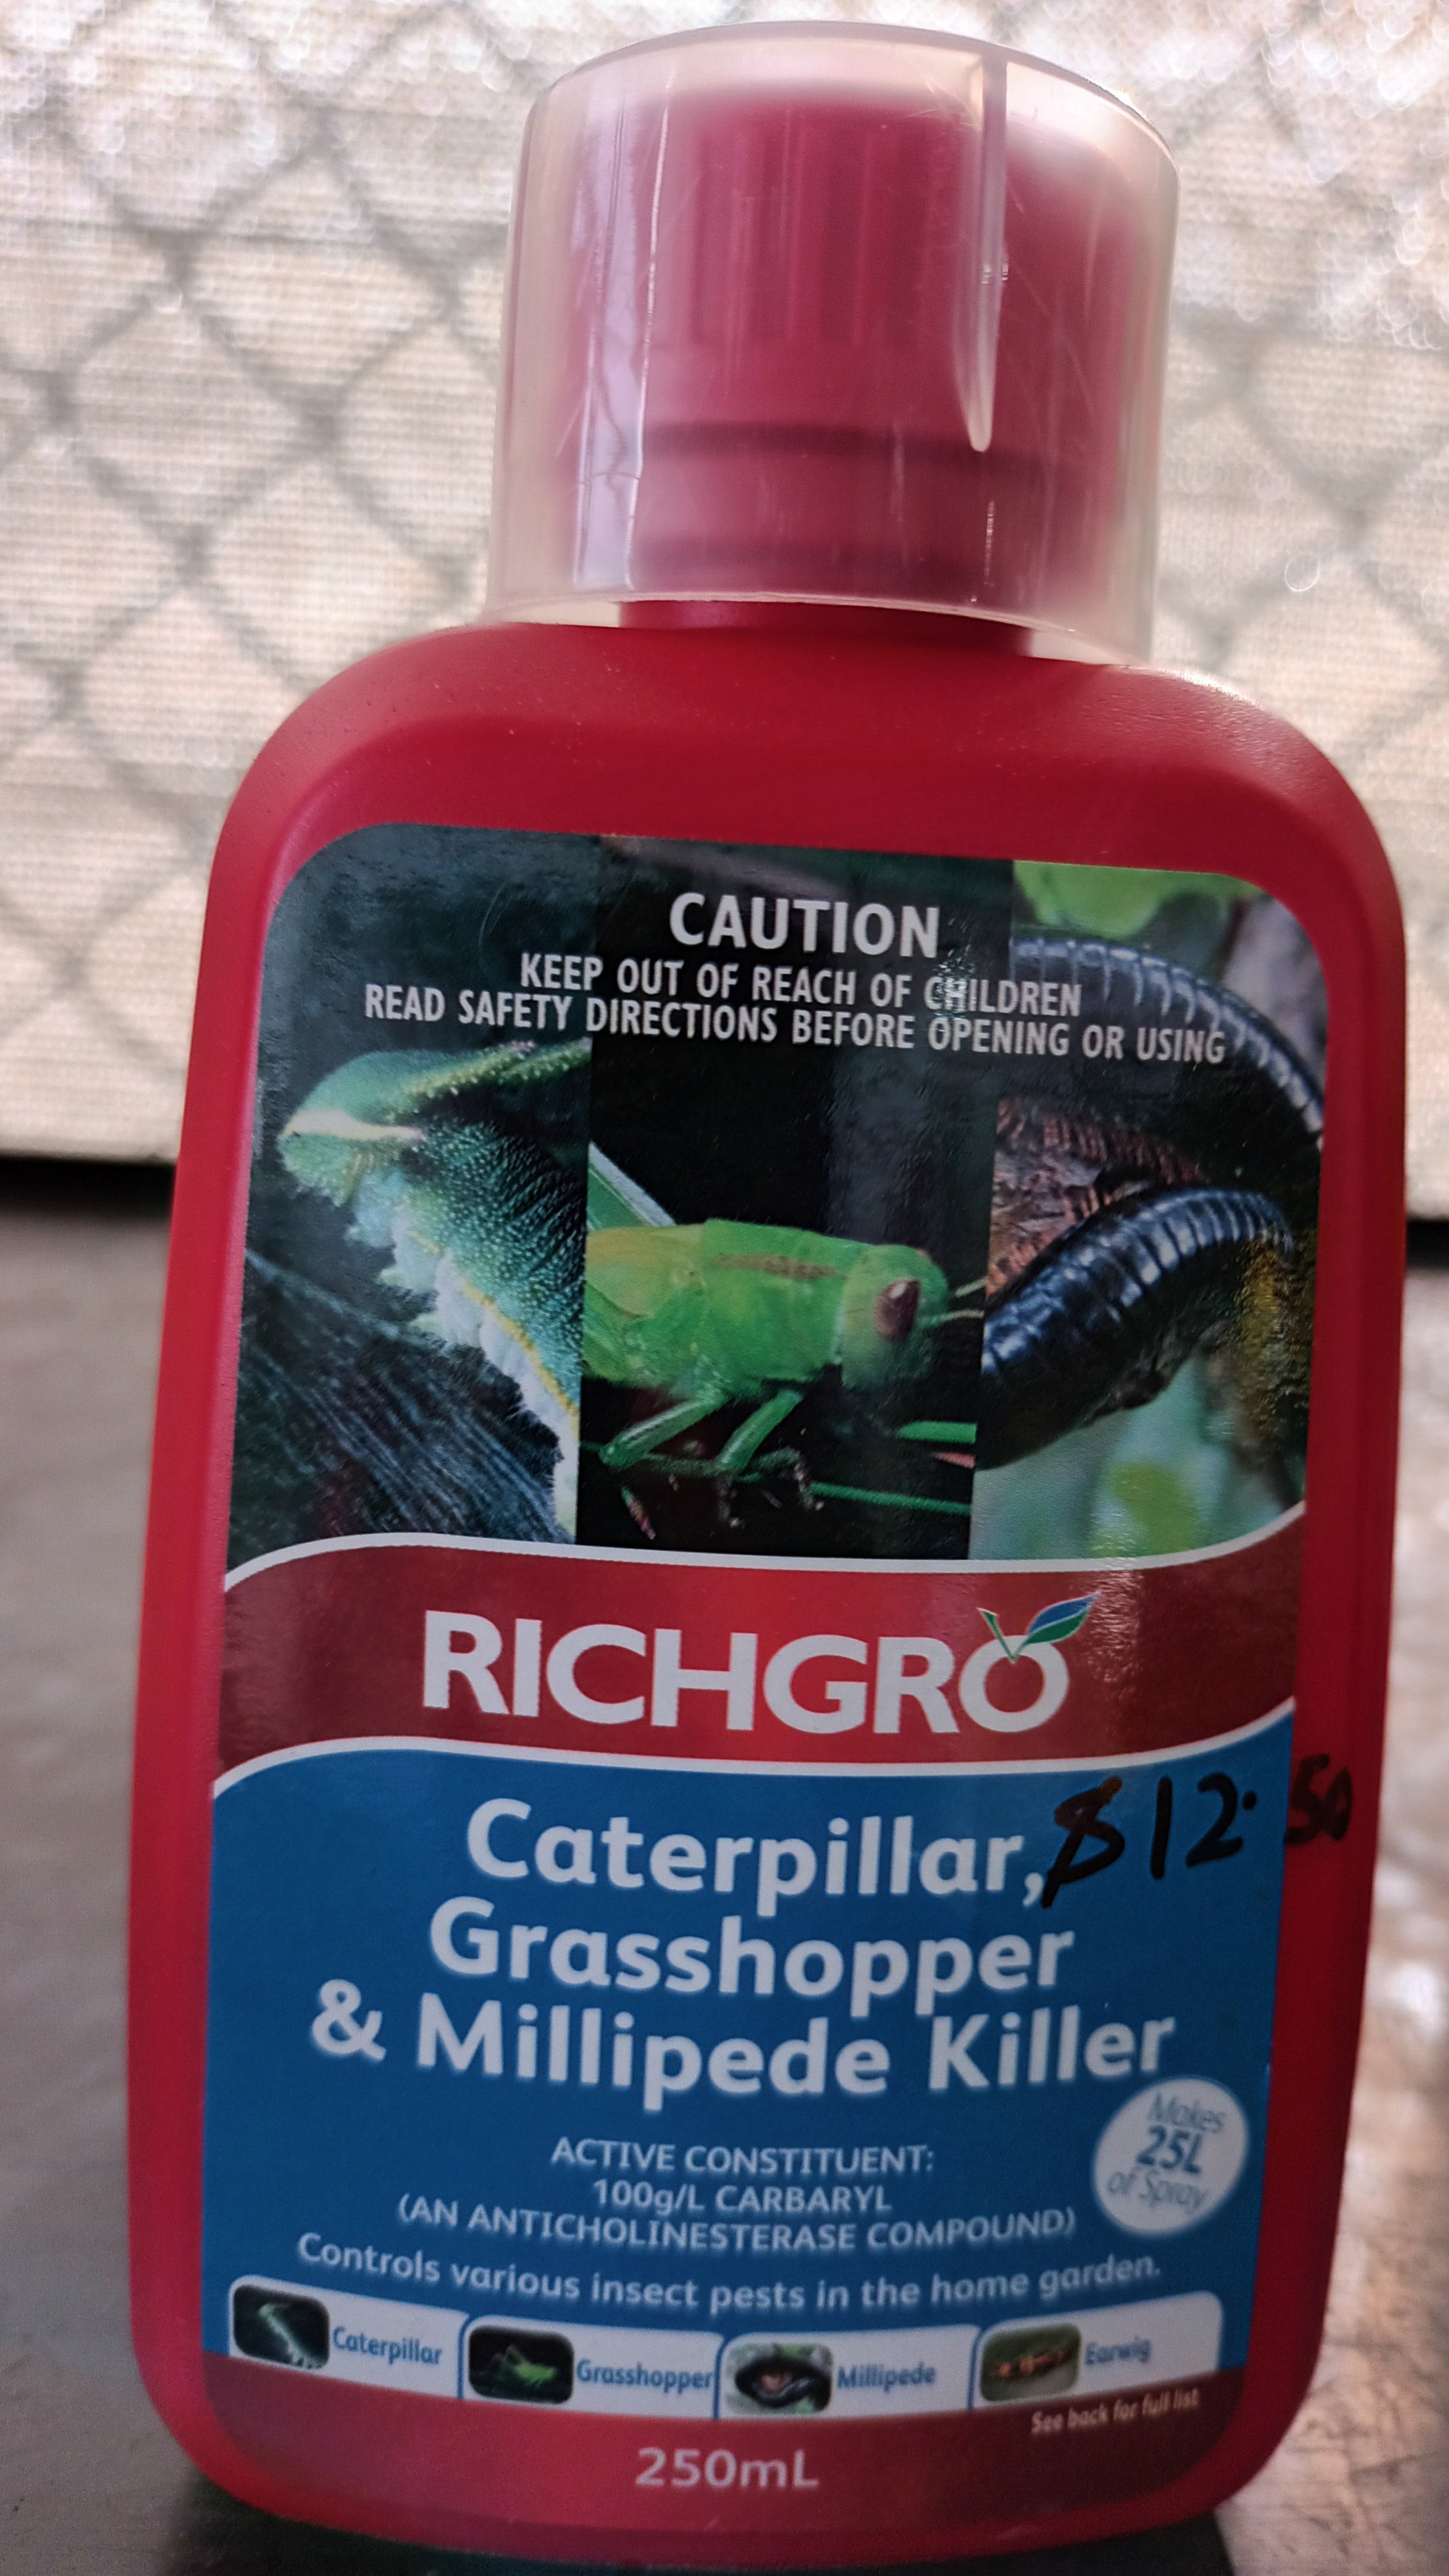 CAUTION
KEEP OUT OF REACH OF CHILDREN
READ SAFETY DIRECTIONS BEFORE OPENING OR USING
RICHGRO
$12.50
Caterpillar,
Grasshopper
& Millipede Killer
Makes
25L
of Spray
ACTIVE CONSTITUENT:
100g/L CARBARYL
(AN ANTICHOLINESTERASE COMPOUND)
Controls various insect pests in the home garden.
Caterpillar
Grasshopper
Millipede
Earwig
See back for full list
250mL